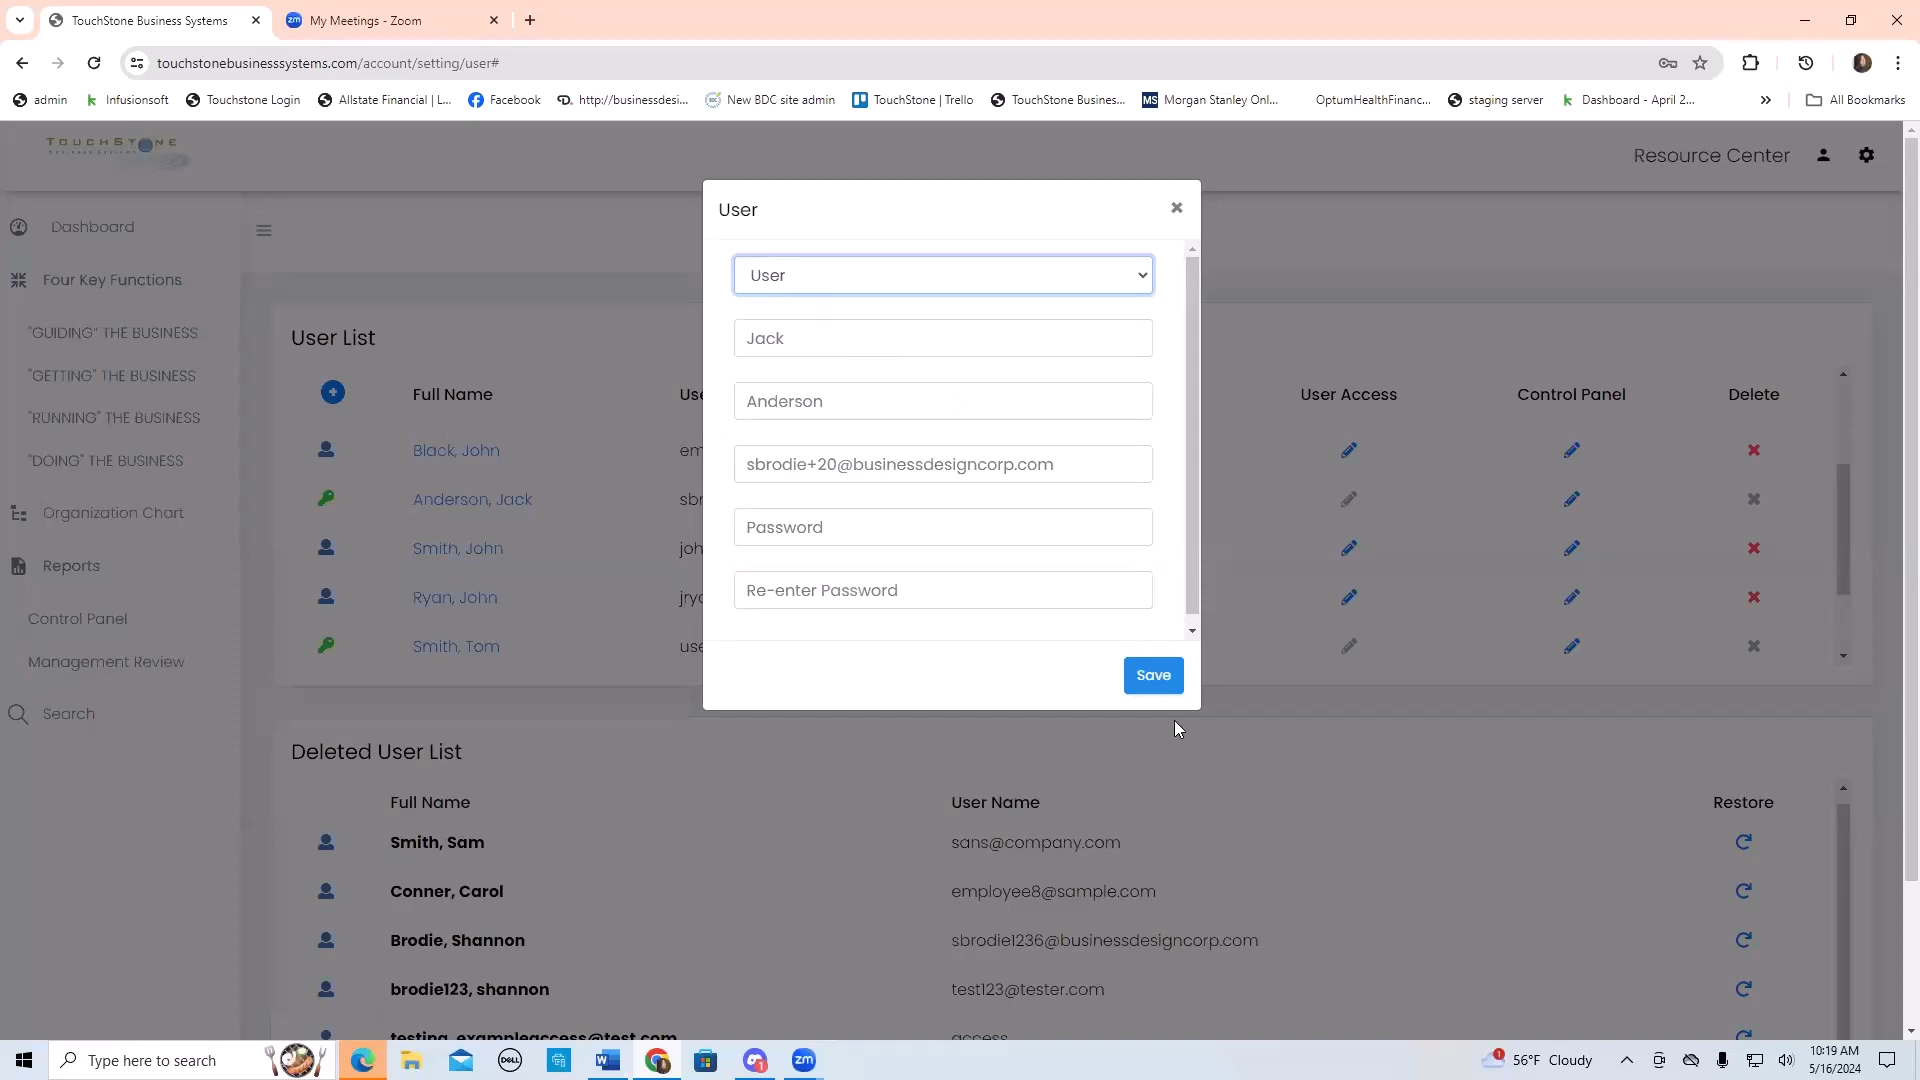 TouchStone Business Systems
My Meetings - Zoom
touchstonebusinesssystems.com/account/setting/user#
admin
Infusionsoft
Touchstone Login
Allstate Financial | L...
Facebook
http://businessdesi...
New BDC site admin
TouchStone | Trello
TouchStone Busines...
MS Morgan Stanley Onl...
OptumHealthFinanc...
staging server
Dashboard - April 2...
All Bookmarks
TOUCHSTONE
Resource Center
Dashboard
Four Key Functions
"GUIDING" THE BUSINESS
"GETTING" THE BUSINESS
"RUNNING" THE BUSINESS
"DOING" THE BUSINESS
Organization Chart
Reports
Control Panel
Management Review
Search
User
User
Jack
Anderson
sbrodie+20@businessdesigncorp.com
Password
Re-enter Password
Save
User List
Full Name Use User Access Control Panel Delete
Black, John em
Anderson, Jack sbr
Smith, John joh
Ryan, John jrya
Smith, Tom use
Deleted User List
Full Name User Name Restore
Smith, Sam sans@company.com
Conner, Carol employee8@sample.com
Brodie, Shannon sbrodie1236@businessdesigncorp.com
brodie123, shannon test123@tester.com
testing, exampleaccess@test.com access
Type here to search
DELL
W
zm
1
56°F Cloudy
10:19 AM
5/16/2024